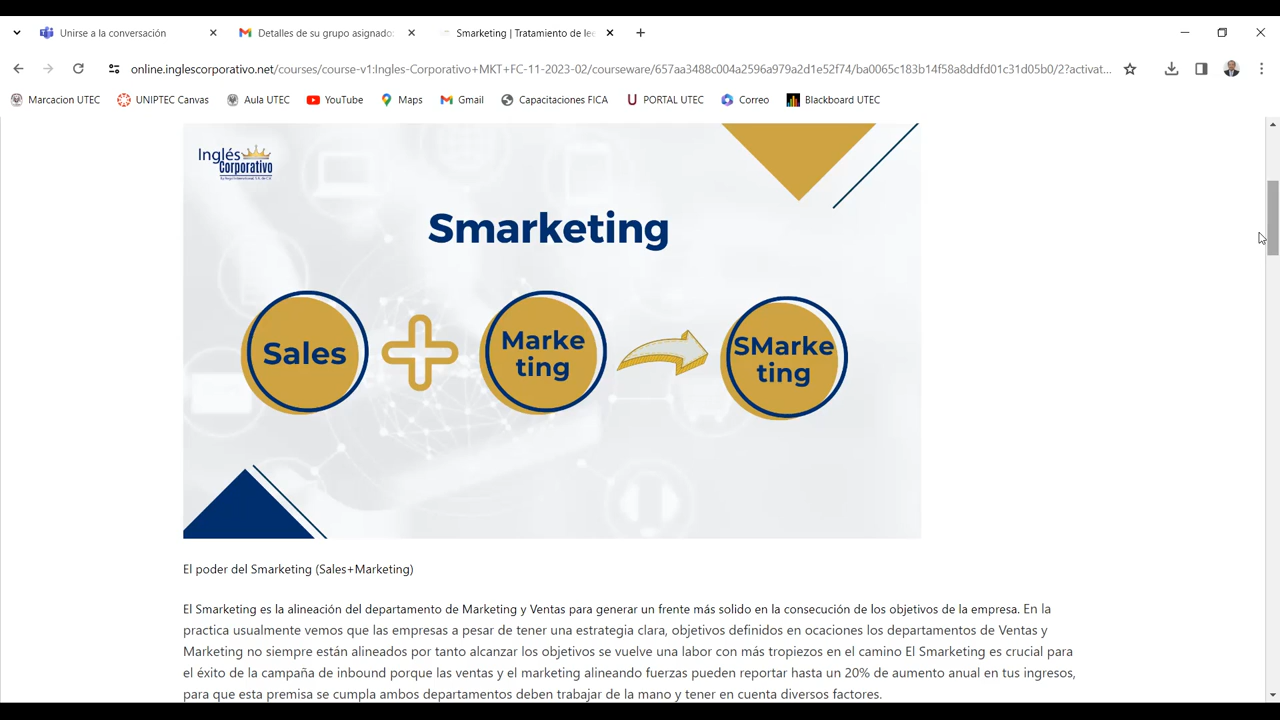 Unirse a la conversación
Detalles de su grupo asignado:
Smarketing | Tratamiento de le
online.inglescorporativo.net/courses/course-v1:Ingles-Corporativo+MKT+FC-11-2023-02/courseware/657aa3488c004a2596a979a2d1e52f74/ba0065c183b14f58a8ddfd01c31d05b0/2?activat...
Marcacion UTEC
UNIPTEC Canvas
Aula UTEC
YouTube
Maps
Gmail
Capacitaciones FICA
PORTAL UTEC
Correo
Blackboard UTEC
Inglés
Corporativo
Smarketing
Sales
Marke
ting
SMarke
ting
El poder del Smarketing (Sales+Marketing)
El Smarketing es la alineación del departamento de Marketing y Ventas para generar un frente más solido en la consecución de los objetivos de la empresa. En la
practica usualmente vemos que las empresas a pesar de tener una estrategia clara, objetivos definidos en ocaciones los departamentos de Ventas y
Marketing no siempre están alineados por tanto alcanzar los objetivos se vuelve una labor con más tropiezos en el camino El Smarketing es crucial para
el éxito de la campaña de inbound porque las ventas y el marketing alineando fuerzas pueden reportar hasta un 20% de aumento anual en tus ingresos,
para que esta premisa se cumpla ambos departamentos deben trabajar de la mano y tener en cuenta diversos factores.